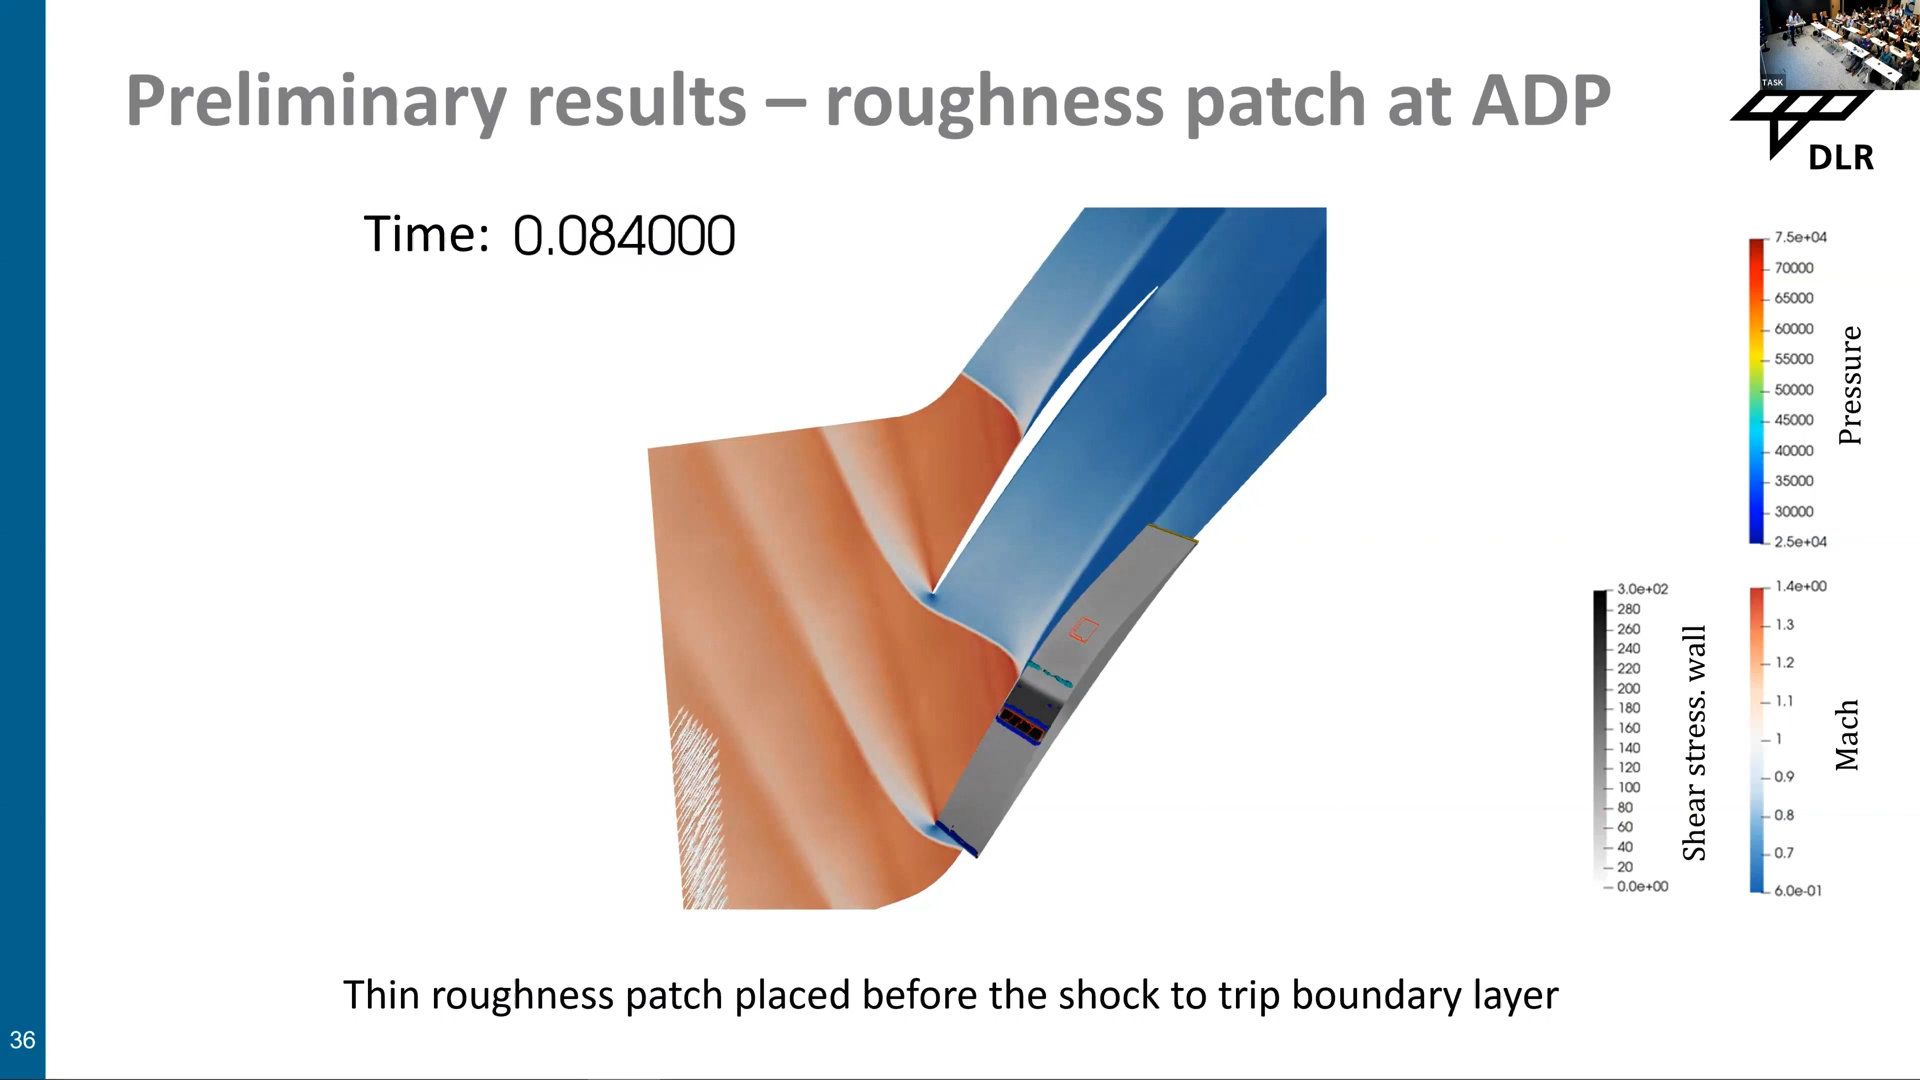 TASK
Preliminary results – roughness patch at ADP
DLR
Time: 0.084000
7.5e+04
70000
65000
60000
55000
50000
45000
40000
35000
30000
2.5e+04
Pressure
3.0e+02
280
260
240
220
200
180
160
140
120
100
80
60
40
20
0.0e+00
Shear stress. wall
1.4e+00
1.3
1.2
1.1
1
0.9
0.8
0.7
6.0e-01
Mach
Thin roughness patch placed before the shock to trip boundary layer
36